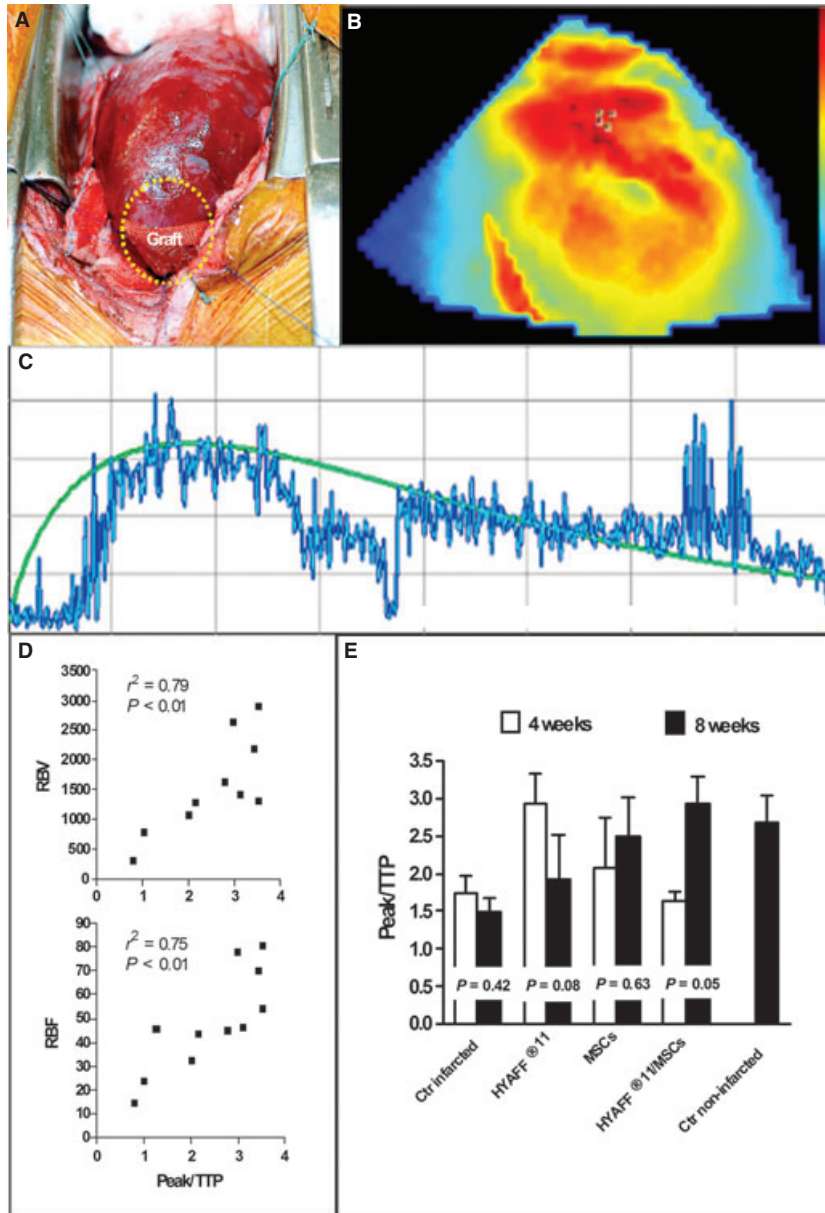 A
Graft
B
C
D
r² = 0.79
P < 0.01
RBV
3500
3000
2500
2000
1500
1000
500
0
0 1 2 3 4
r² = 0.75
P < 0.01
RBF
90
80
70
60
50
40
30
20
10
0
0 1 2 3 4
Peak/TTP
E
4 weeks 8 weeks
Peak/TTP
3.5
3.0
2.5
2.0
1.5
1.0
0.5
0.0
P = 0.42 P = 0.08 P = 0.63 P = 0.05
Ctr infarcted
HYAFF ® 11
MSCs
HYAFF ® 11/MSCs
Ctr non-infarcted